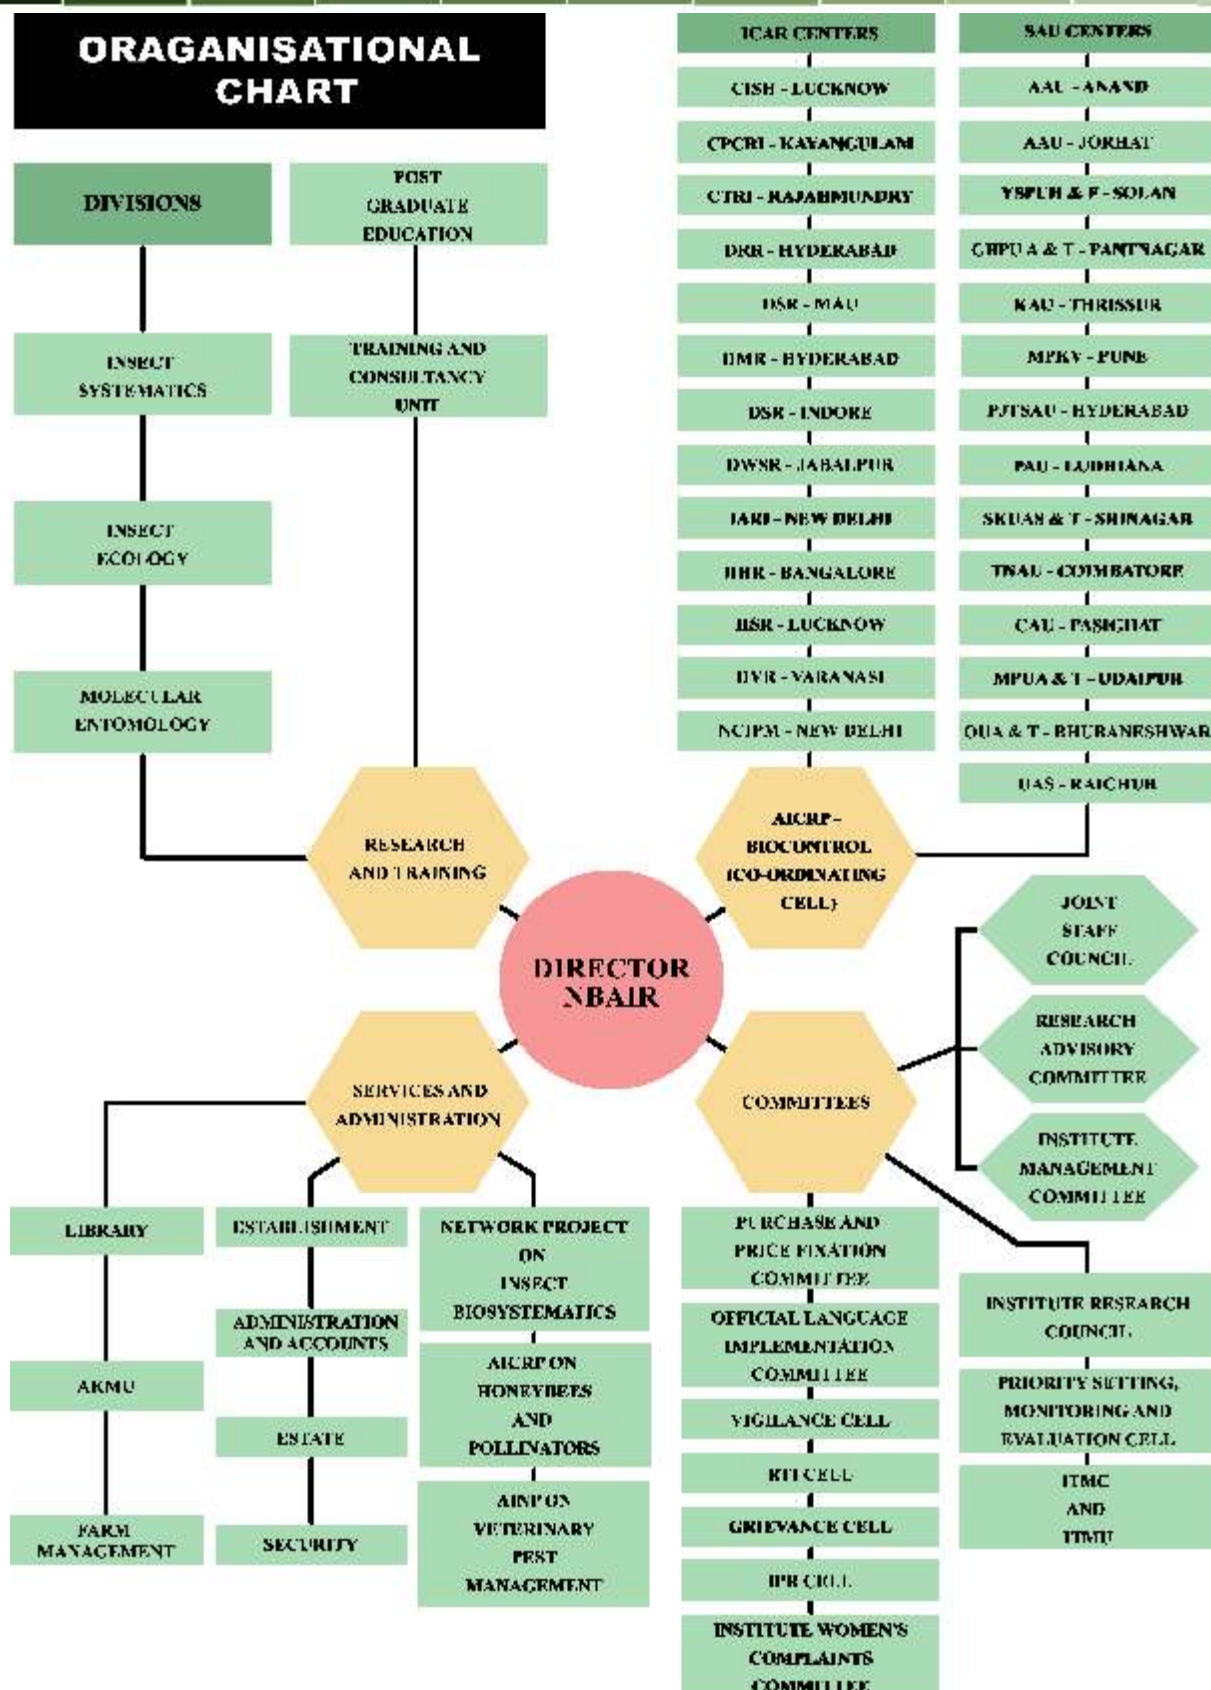 ORAGANISATIONAL
CHART
DIVISIONS
INSECT
SYSTEMATICS
INSECT
ECOLOGY
MOLECULAR
ENTOMOLOGY
POST
GRADUATE
EDUCATION
TRAINING AND
CONSULTANCY
UNIT
ICAR CENTERS
CISH - LUCKNOW
CPCRI - KAYANGULAM
CTRI - RAJAHMUNDRY
DRR - HYDERABAD
DSR - MAU
DMR - HYDERABAD
DSR - INDORE
DWSR - JABALPUR
IARI - NEW DELHI
IIHR - BANGALORE
IISR - LUCKNOW
- VARANASI
NCIPM - NEW DELHI
SAU CENTERS
AAU - ANAND
AAU - JORHAT
YSPUH & F - SOLAN
GBPUA & T - PANTNAGAR
KAU - THRISSUR
MPKV - PUNE
PJTSAU - HYDERABAD
PAU - LUDHIANA
SKUAS & T - SRINAGAR
TNAU - COIMBATORE
CAU - PASIGHAT
MPUA & T - UDAIPUR
OUA & T - BHUBANESHWAR
UAS - RAICHUR
RESEARCH
AND TRAINING
AICRP -
BIOCONTROL
(CO-ORDINATING
CELL)
DIRECTOR
NBAIR
SERVICES AND
ADMINISTRATION
COMMITTEES
JOINT
STAFF
COUNCIL
RESEARCH
ADVISORY
COMMITTEE
INSTITUTE
MANAGEMENT
COMMITTEE
LIBRARY
AKMU
FARM
MANAGEMENT
ESTABLISHMENT
ADMINISTRATION
AND ACCOUNTS
ESTATE
SECURITY
NETWORK PROJECT
ON
INSECT
BIOSYSTEMATICS
AICRP ON
HONEYBEES
AND
POLLINATORS
AINP ON
VETERINARY
PEST
MANAGEMENT
PURCHASE AND
PRICE FIXATION
COMMITTEE
OFFICIAL LANGUAGE
IMPLEMENTATION
COMMITTEE
VIGILANCE CELL
RTI CELL
GRIEVANCE CELL
IPR CELL
INSTITUTE WOMEN'S
COMPLAINTS
COMMITTEE
INSTITUTE RESEARCH
COUNCIL
PRIORITY SETTING,
MONITORING AND
EVALUATION CELL
ITMC
AND
ITMU